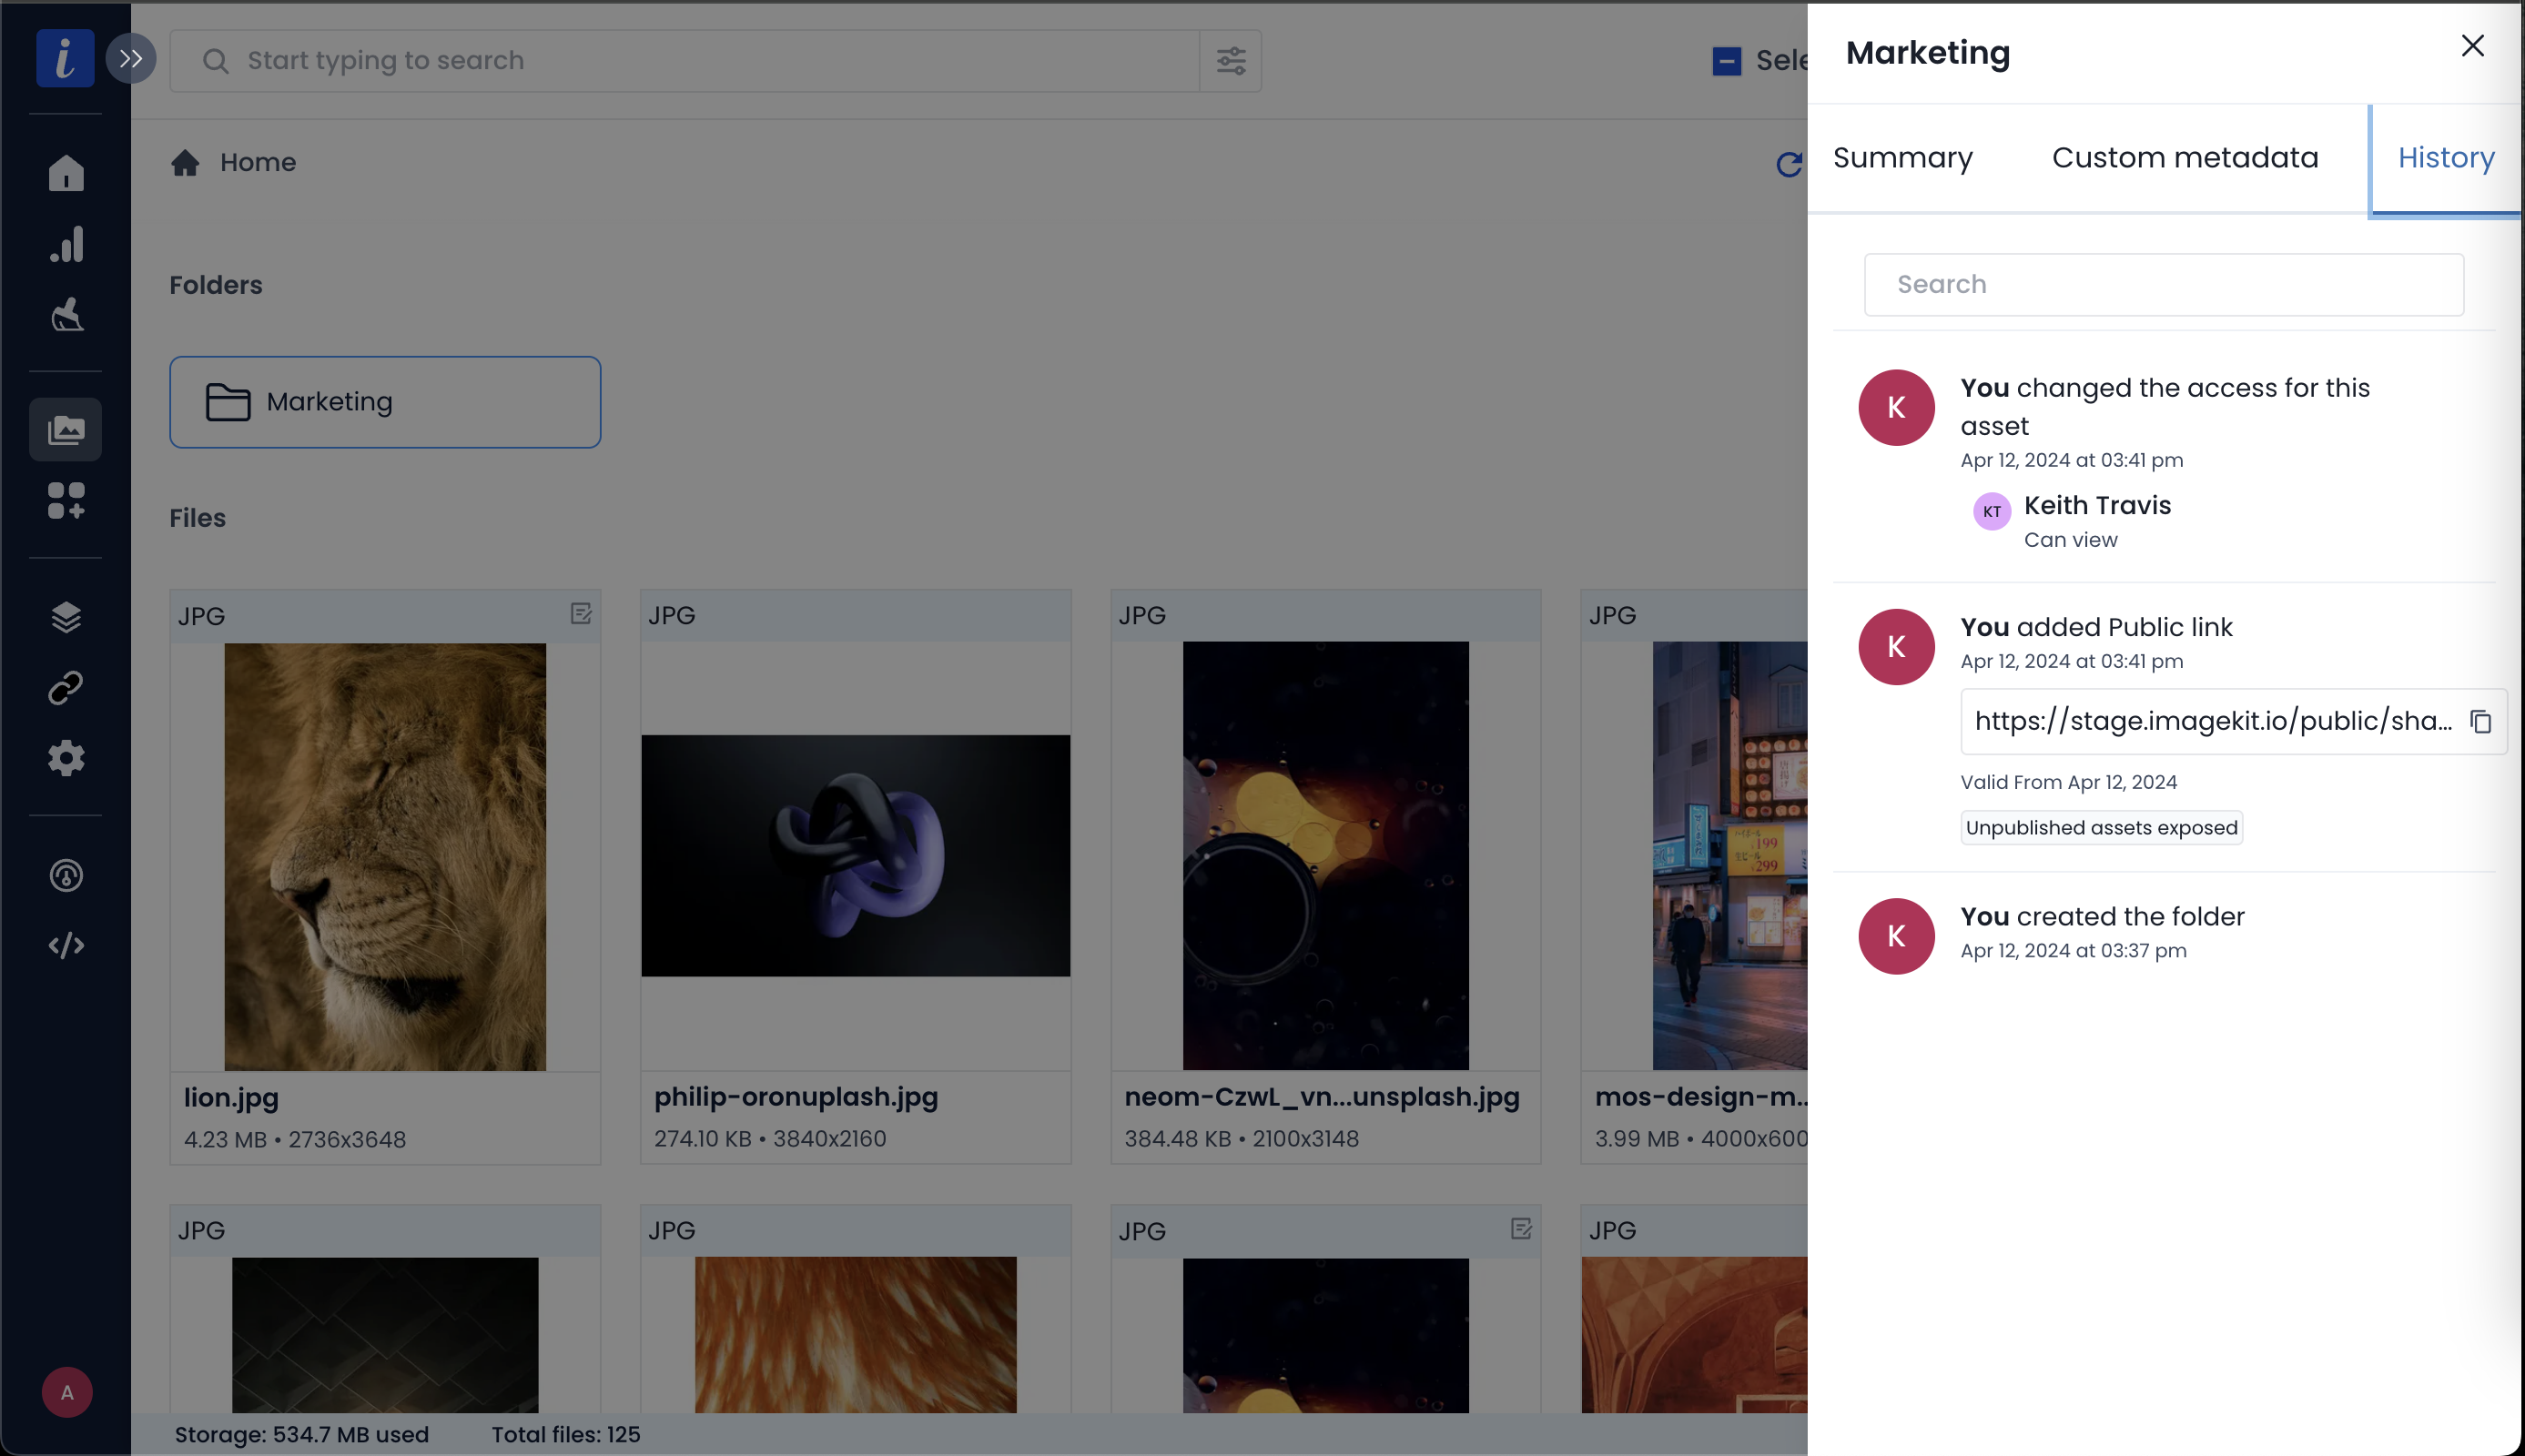 i
Start typing to search
Sele
Home
Folders
Marketing
Files
JPG
JPG
JPG
JPG
lion.jpg
4.23 MB • 2736x3648
philip-oronuplash.jpg
274.10 KB • 3840x2160
neom-CzwL_vn...unsplash.jpg
384.48 KB • 2100x3148
mos-design-m...
3.99 MB • 4000x600
199
299
JPG
JPG
JPG
JPG
A
Storage: 534.7 MB used
Total files: 125
Marketing
Summary
Custom metadata
History
Search
K
You changed the access for this
asset
Apr 12, 2024 at 03:41 pm
KT
Keith Travis
Can view
K
You added Public link
Apr 12, 2024 at 03:41 pm
https://stage.imagekit.io/public/sha...
Valid From Apr 12, 2024
Unpublished assets exposed
K
You created the folder
Apr 12, 2024 at 03:37 pm